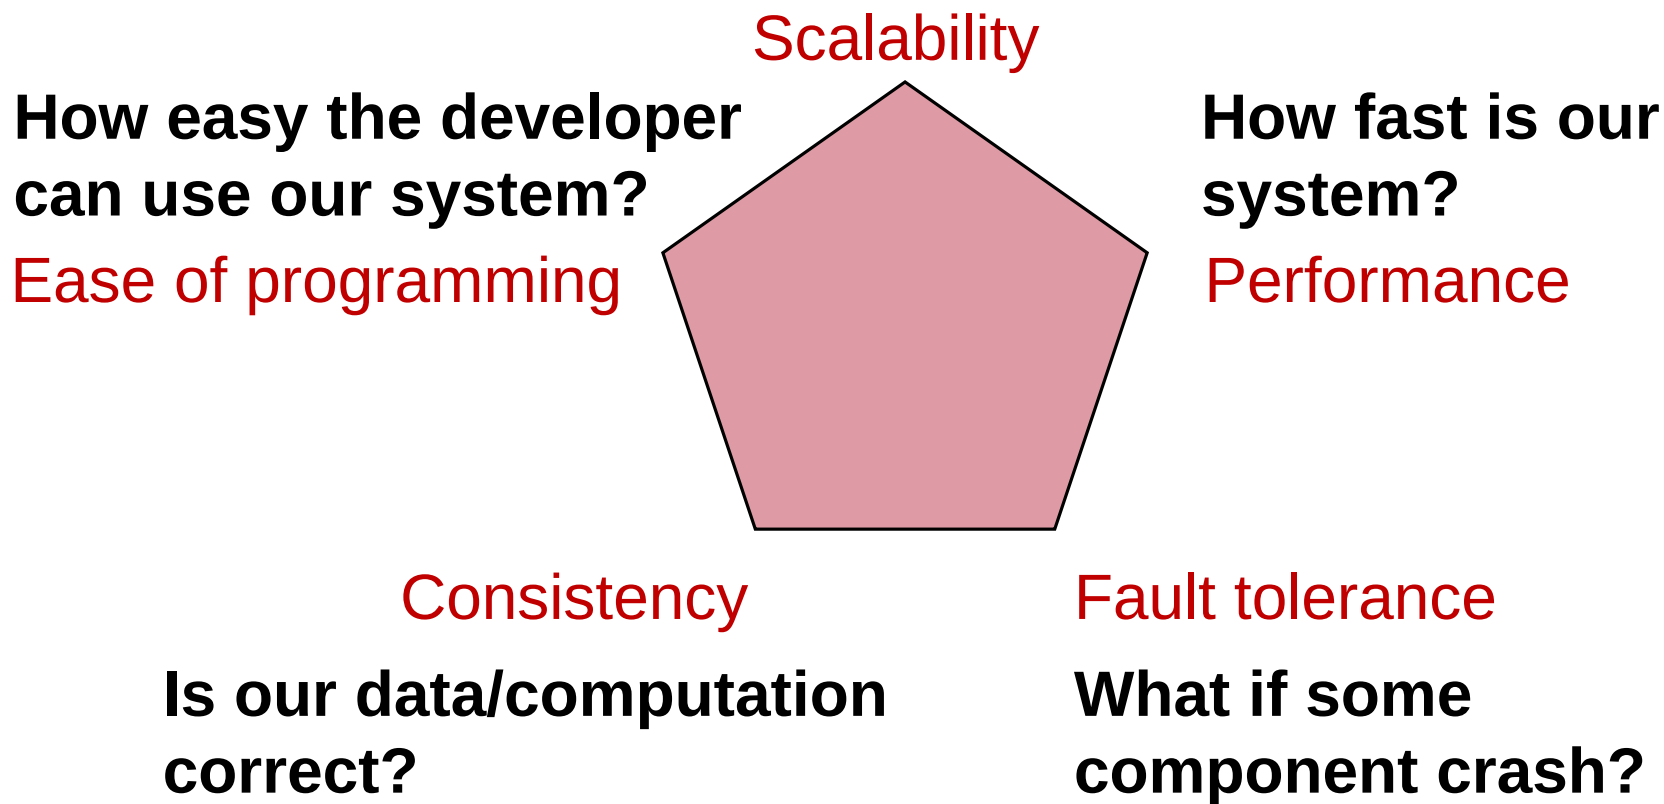 Scalability
How easy the developer
can use our system?
Ease of programming
How fast is our
system?
Performance
Consistency
Is our data/computation
correct?
Fault tolerance
What if some
component crash?